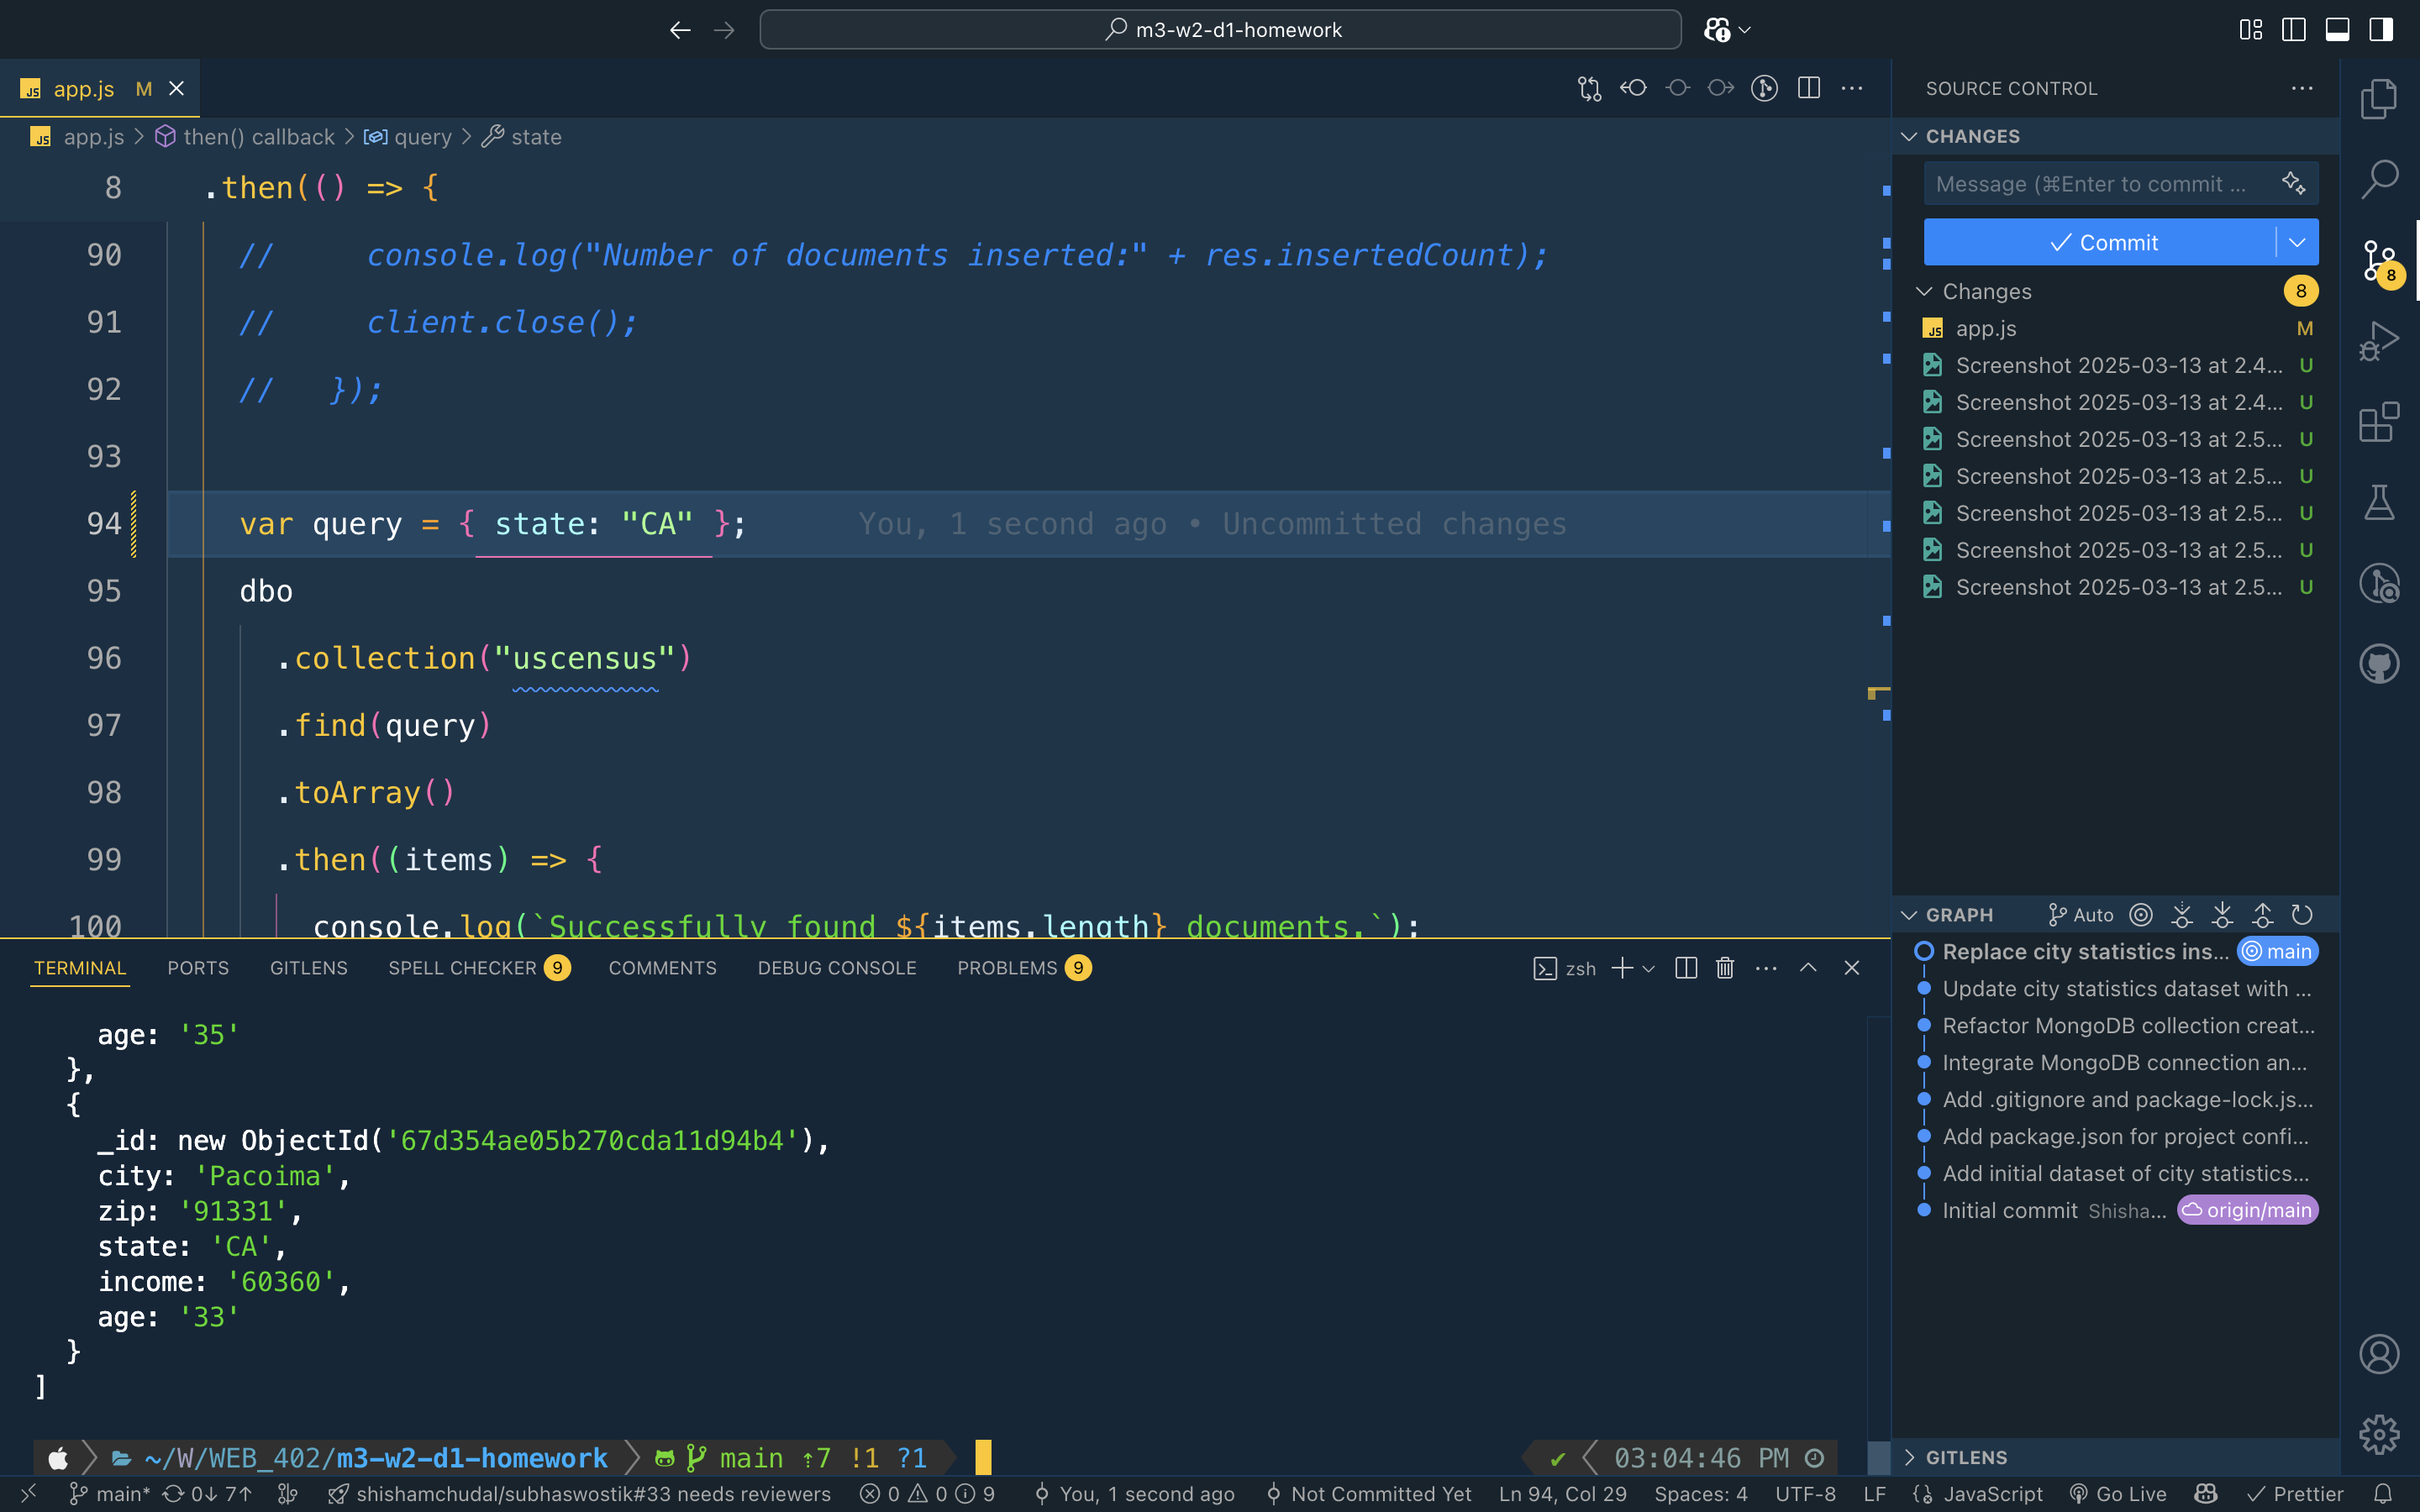 m3-w2-d1-homework
app.js M
SOURCE CONTROL
app.js > then() callback > query > state
CHANGES
Message (⌘Enter to commit ...
Commit
Changes 8
app.js M
Screenshot 2025-03-13 at 2.4... U
Screenshot 2025-03-13 at 2.4... U
Screenshot 2025-03-13 at 2.5... U
Screenshot 2025-03-13 at 2.5... U
Screenshot 2025-03-13 at 2.5... U
Screenshot 2025-03-13 at 2.5... U
Screenshot 2025-03-13 at 2.5... U
8
8 .then(() => {
90 //     console.log("Number of documents inserted:" + res.insertedCount);
91 //     client.close();
92 //   });
93
94 var query = { state: "CA" }; You, 1 second ago • Uncommitted changes
95 dbo
96 .collection("uscensus")
97 .find(query)
98 .toArray()
99 .then((items) => {
100 console.log(`Successfully found ${items.length} documents.`);
GRAPH Auto
Replace city statistics ins... main
Update city statistics dataset with ...
Refactor MongoDB collection creat...
Integrate MongoDB connection an...
Add .gitignore and package-lock.js...
Add package.json for project confi...
Add initial dataset of city statistics...
Initial commit Shisha... origin/main
GITLENS
TERMINAL PORTS GITLENS SPELL CHECKER 9 COMMENTS DEBUG CONSOLE PROBLEMS 9 zsh
age: '35'
},
{
_id: new ObjectId('67d354ae05b270cda11d94b4'),
city: 'Pacoima',
zip: '91331',
state: 'CA',
income: '60360',
age: '33'
}
]
~/W/WEB_402/m3-w2-d1-homework main ⇡7 !1 ?1 ✔ 03:04:46 PM
main* 0↓ 7↑ shishamchudal/subhaswostik#33 needs reviewers 0 0 9 You, 1 second ago Not Committed Yet Ln 94, Col 29 Spaces: 4 UTF-8 LF JavaScript Go Live Prettier